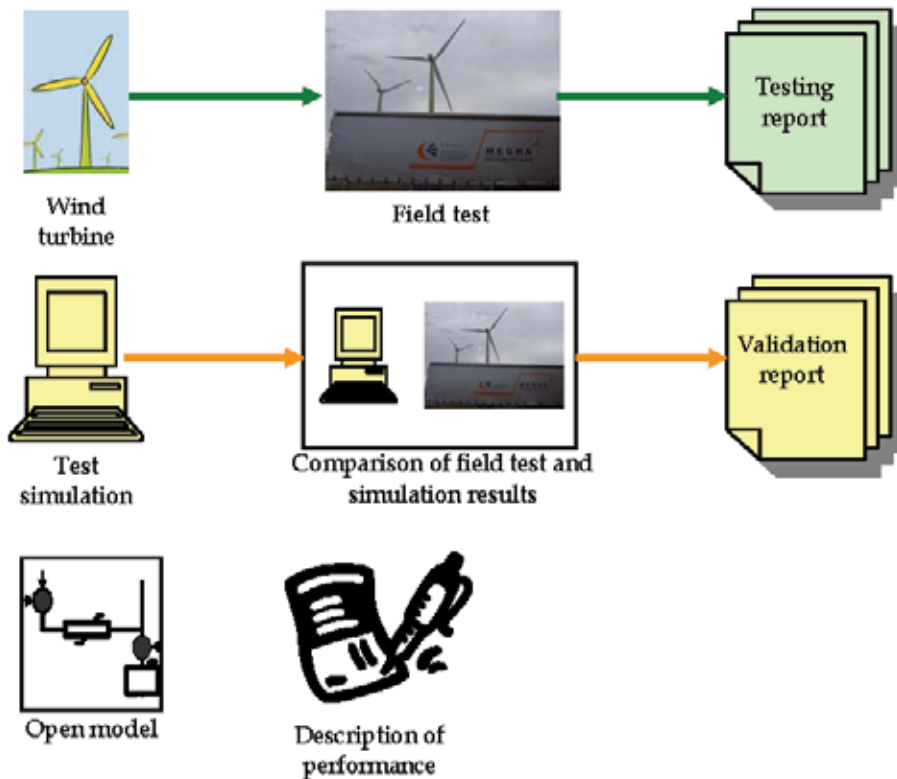 Testing
report
MEGHA
Wind
turbine
Field test
Validation
report
Test
simulation
Comparison of field test and
simulation results
Open model
Description of
performance